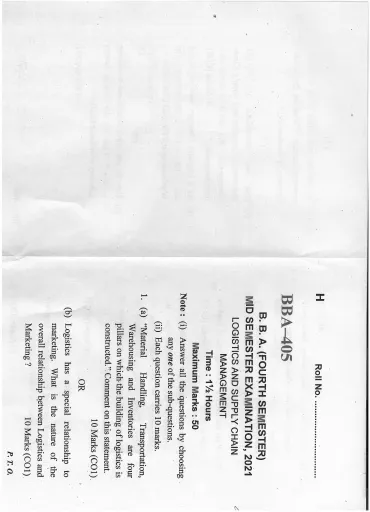 H
Roll No. ........................
BBA–405
B. B. A. (FOURTH SEMESTER)
MID SEMESTER EXAMINATION, 2021
LOGISTICS AND SUPPLY CHAIN
MANAGEMENT
Time : 1½ Hours
Maximum Marks : 50
Note : (i) Answer all the questions by choosing
any one of the sub-questions.
(ii) Each question carries 10 marks.
1. (a) "Material Handling, Transportation,
Warehousing and Inventories are four
pillars on which the building of logistics is
constructed." Comment on this statement.
10 Marks (CO1)
OR
(b) Logistics has a special relationship to
marketing. What is the nature of the
overall relationship between Logistics and
Marketing ? 10 Marks (CO1)
P. T. O.